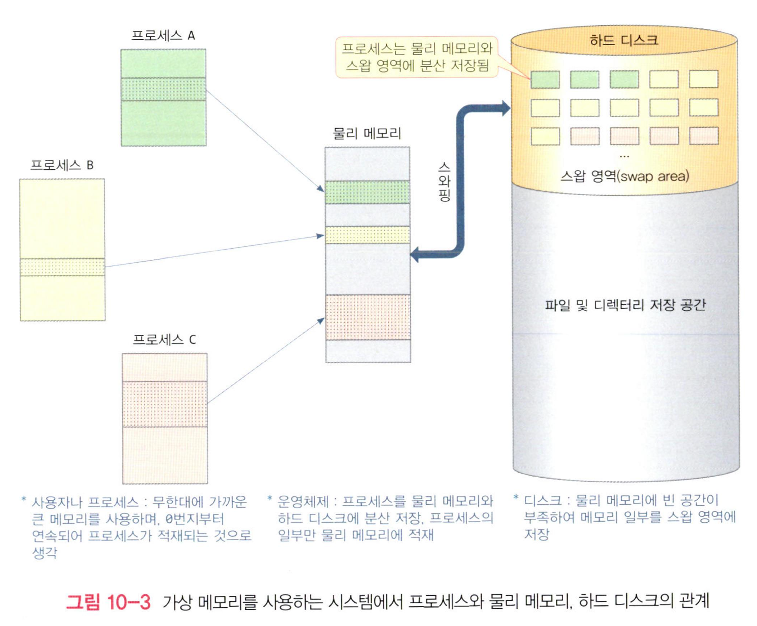 프로세스 A
하드 디스크
프로세스는 물리 메모리와
스왑 영역에 분산 저장됨
물리 메모리
프로세스 B
스와핑
...
스왑 영역(swap area)
파일 및 디렉터리 저장 공간
프로세스 C
* 사용자나 프로세스 : 무한대에 가까운
큰 메모리를 사용하며, 0번지부터
연속되어 프로세스가 적재되는 것으로
생각
* 운영체제 : 프로세스를 물리 메모리와
하드 디스크에 분산 저장, 프로세스의
일부만 물리 메모리에 적재
* 디스크 : 물리 메모리에 빈 공간이
부족하여 메모리 일부를 스왑 영역에
저장
그림 10-3 가상 메모리를 사용하는 시스템에서 프로세스와 물리 메모리, 하드 디스크의 관계